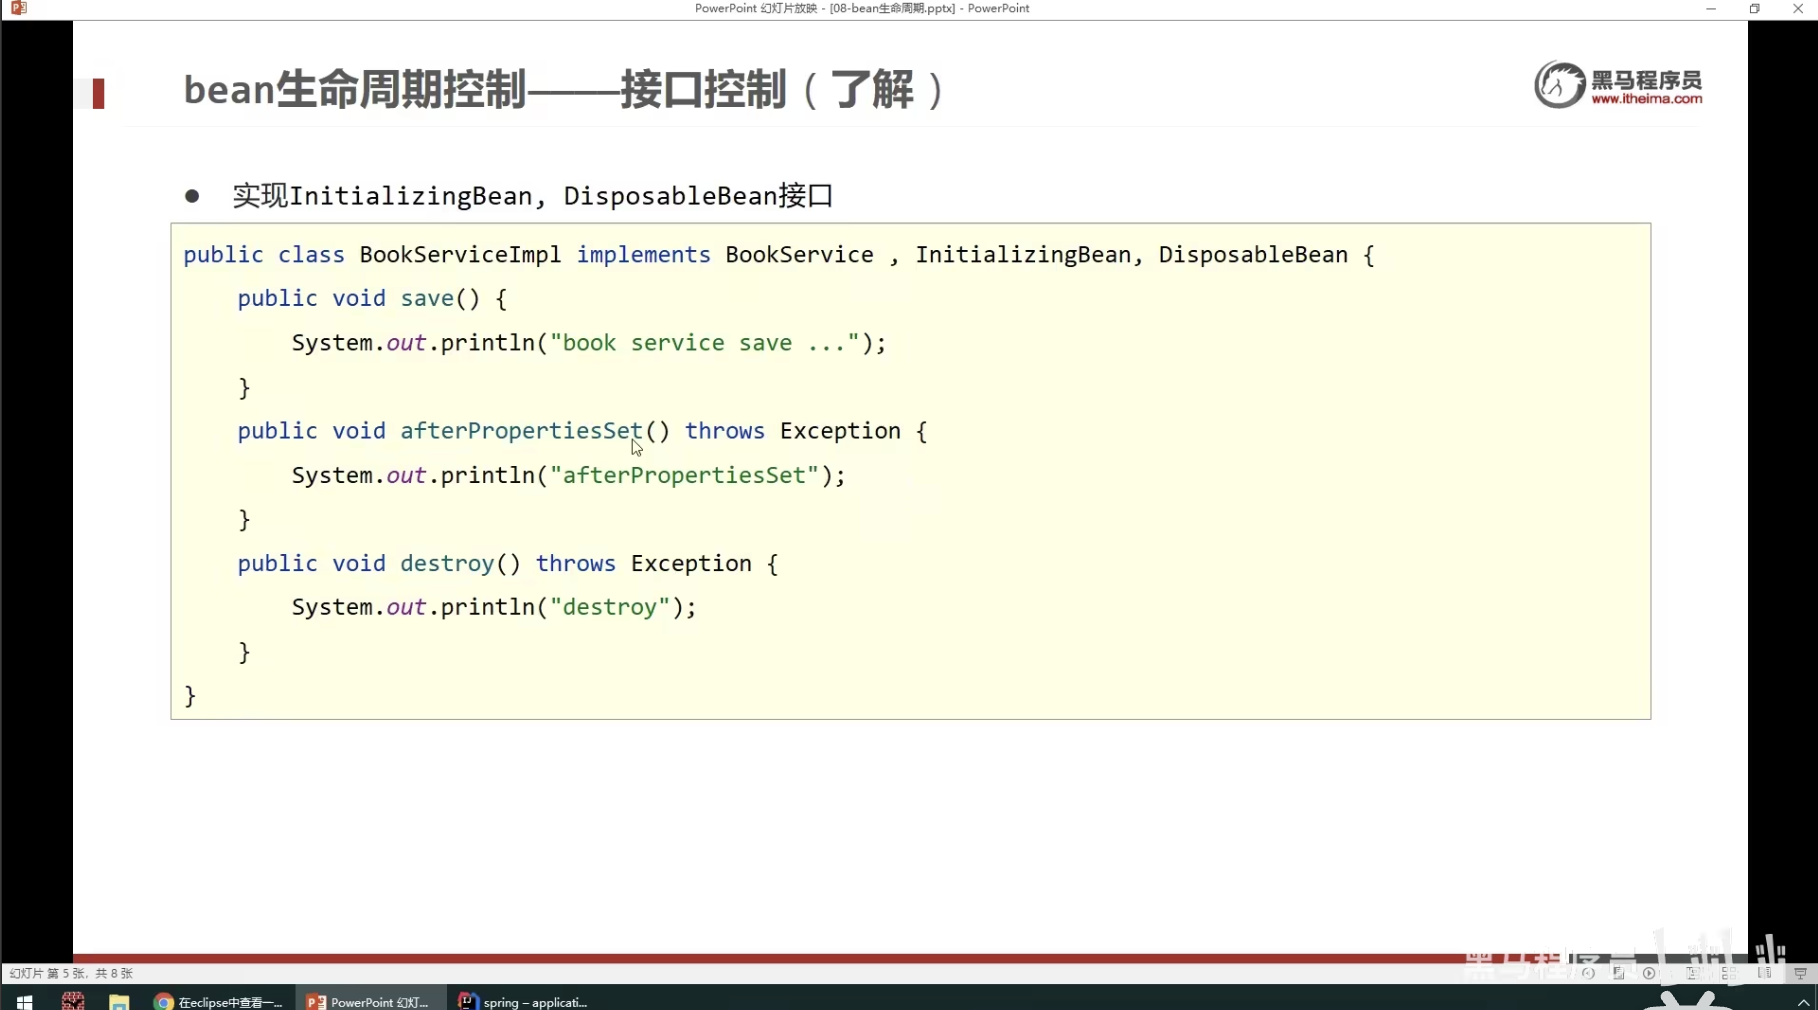 PowerPoint 幻灯片放映 - [08-bean生命周期.pptx] - PowerPoint
bean生命周期控制————接口控制（了解）
黑马程序员
www.itheima.com
● 实现InitializingBean, DisposableBean接口
public class BookServiceImpl implements BookService , InitializingBean, DisposableBean {
    public void save() {
        System.out.println("book service save ...");
    }
    public void afterPropertiesSet() throws Exception {
        System.out.println("afterPropertiesSet");
    }
    public void destroy() throws Exception {
        System.out.println("destroy");
    }
}
黑马程序员
幻灯片 第 5 张，共 8 张
在eclipse中查看一...
PowerPoint 幻灯...
spring – applicati...